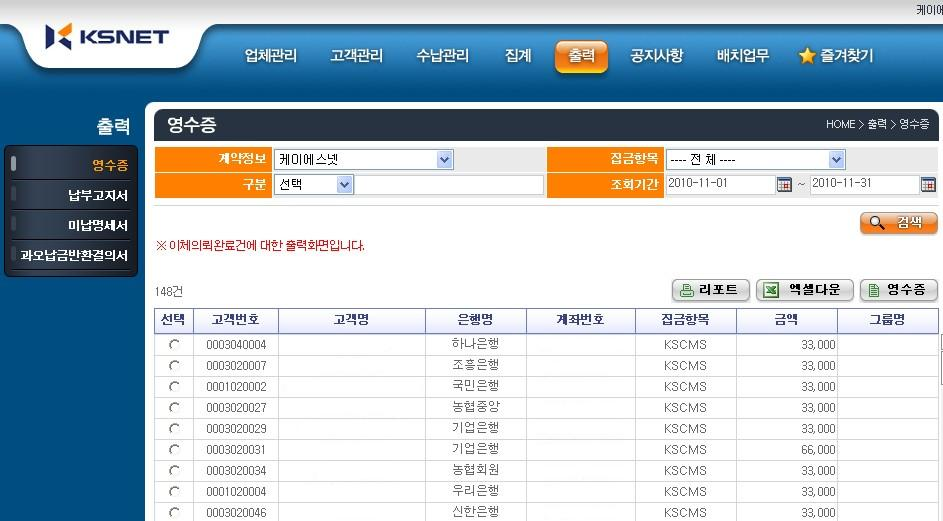 케이에
KSNET
업체관리 고객관리 수납관리 집계 출력 공지사항 배치업무 즐겨찾기
출력
영수증
납부고지서
미납명세서
과오납금반환결의서
영수증
HOME > 출력 > 영수증
계약정보 케이에스넷 집금항목 ---- 전 체 ----
구분 선택 조회기간 2010-11-01 ~ 2010-11-31
검색
※ 이체의뢰완료건에 대한 출력화면입니다.
148건
리포트 엑셀다운 영수증
선택 고객번호 고객명 은행명 계좌번호 집금항목 금액 그룹명
0003040004 하나은행 KSCMS 33,000
0003020007 조흥은행 KSCMS 33,000
0001020002 국민은행 KSCMS 33,000
0003020027 농협중앙 KSCMS 33,000
0003020029 기업은행 KSCMS 33,000
0003020031 기업은행 KSCMS 66,000
0003020034 농협회원 KSCMS 33,000
0001020004 우리은행 KSCMS 33,000
0003020046 신한은행 KSCMS 33,000